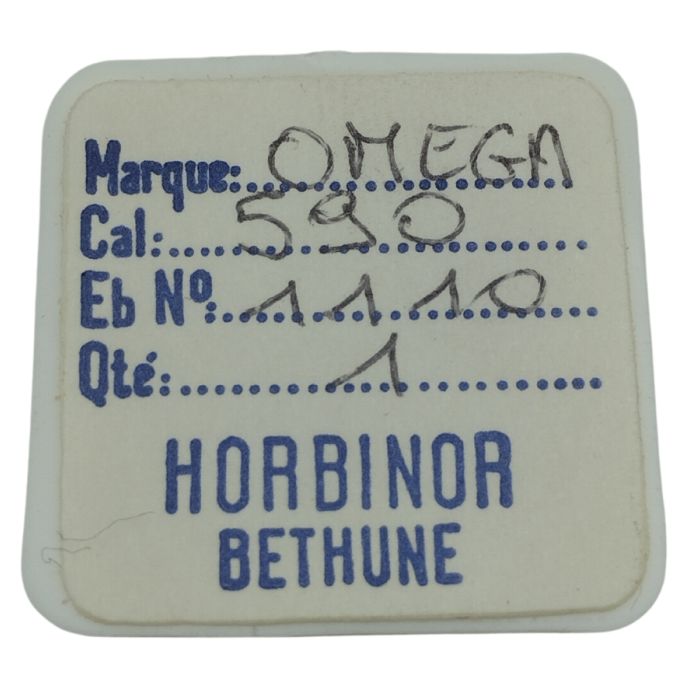 Marque: OMEGA
Cal: 590
Eb Nº: 1110
Qté: 1
HORBINOR
BETHUNE